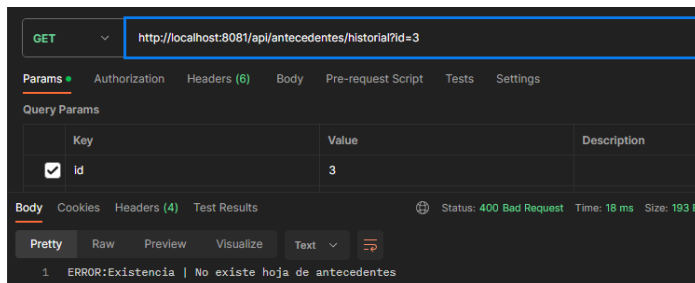 GET http://localhost:8081/api/antecedentes/historial?id=3
Params Authorization Headers (6) Body Pre-request Script Tests Settings
Query Params
Key Value Description
id 3
Body Cookies Headers (4) Test Results Status: 400 Bad Request Time: 18 ms Size: 193
Pretty Raw Preview Visualize Text
1 ERROR:Existencia | No existe hoja de antecedentes